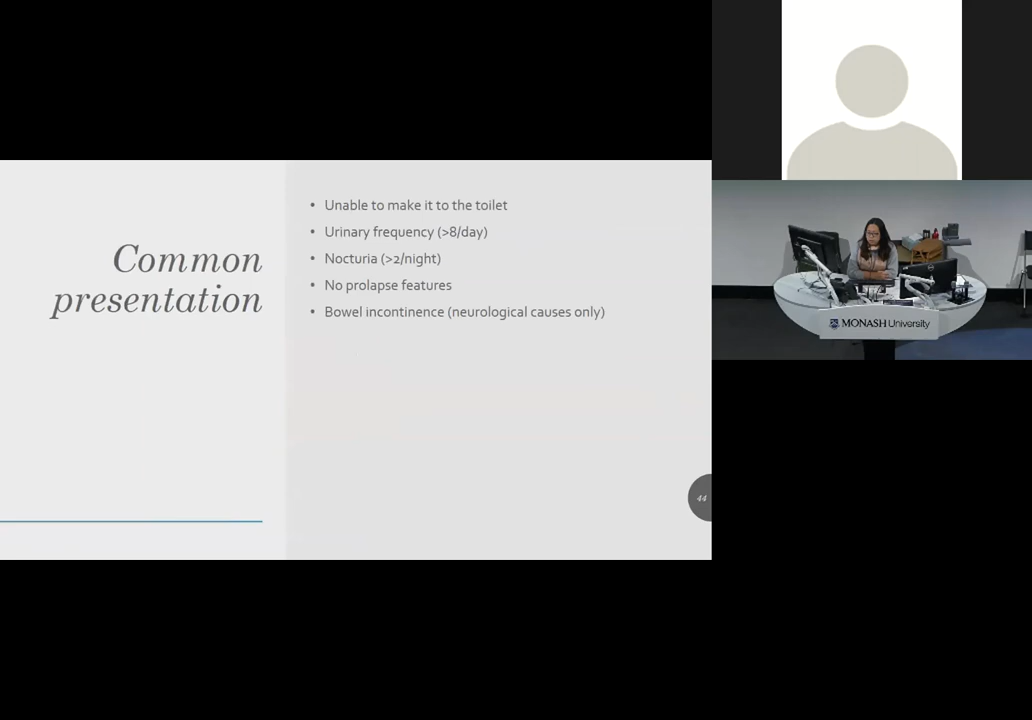 Common
presentation
• Unable to make it to the toilet
• Urinary frequency (>8/day)
• Nocturia (>2/night)
• No prolapse features
• Bowel incontinence (neurological causes only)
44
MONASH University